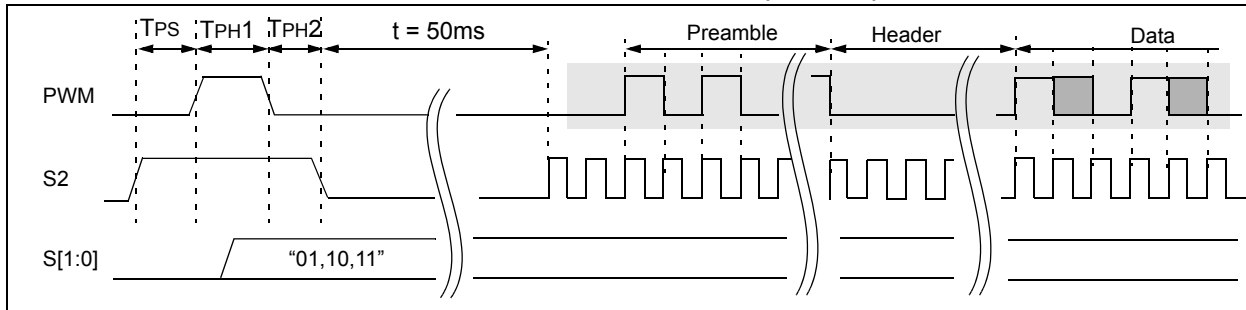 TPS TPH1 TPH2 t = 50ms Preamble Header Data
PWM
S2
S[1:0] “01,10,11”